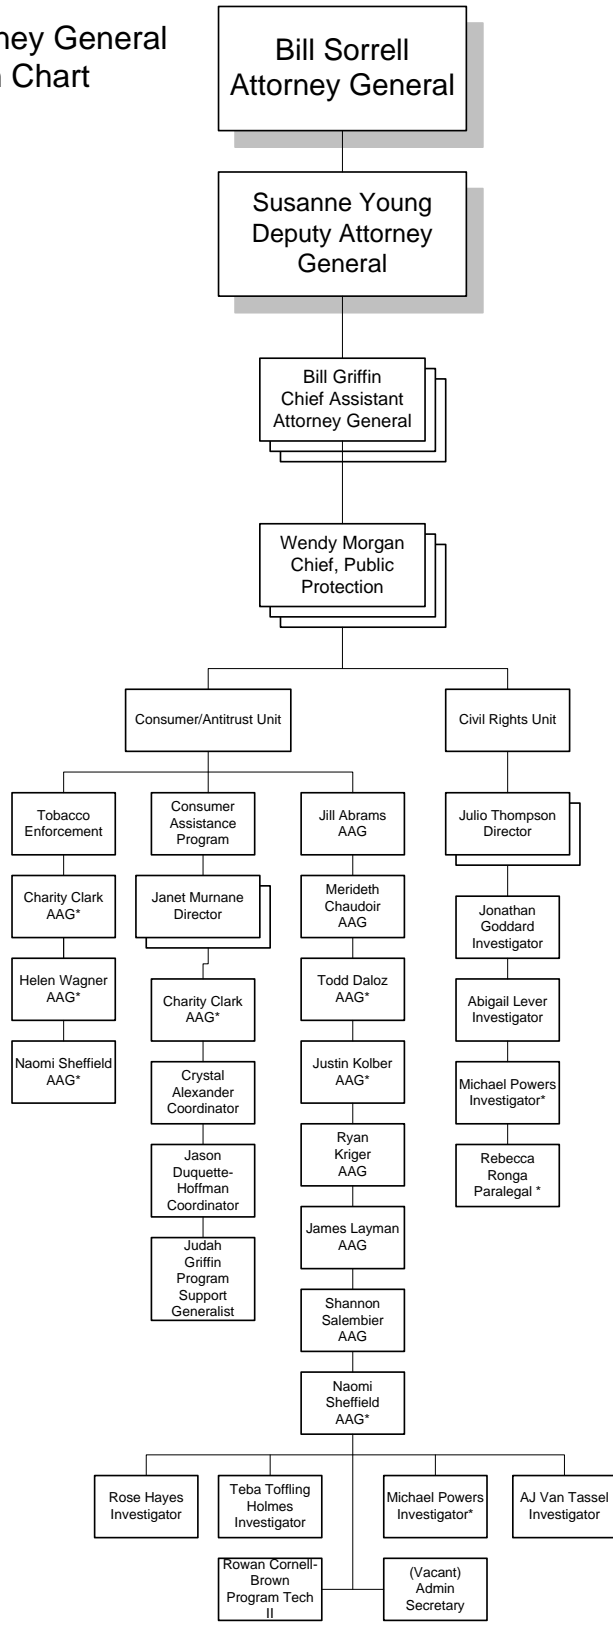 ney General
Chart
Bill Sorrell
Attorney General
Susanne Young
Deputy Attorney
General
Bill Griffin
Chief Assistant
Attorney General
Wendy Morgan
Chief, Public
Protection
Consumer/Antitrust Unit
Civil Rights Unit
Tobacco
Enforcement
Charity Clark
AAG*
Helen Wagner
AAG*
Naomi Sheffield
AAG*
Consumer
Assistance
Program
Janet Murnane
Director
Charity Clark
AAG*
Crystal
Alexander
Coordinator
Jason
Duquette-
Hoffman
Coordinator
Judah
Griffin
Program
Support
Generalist
Jill Abrams
AAG
Merideth
Chaudoir
AAG
Todd Daloz
AAG*
Justin Kolber
AAG*
Ryan
Kriger
AAG
James Layman
AAG
Shannon
Salembier
AAG
Naomi
Sheffield
AAG*
Julio Thompson
Director
Jonathan
Goddard
Investigator
Abigail Lever
Investigator
Michael Powers
Investigator*
Rebecca
Ronga
Paralegal *
Rose Hayes
Investigator
Teba Toffling
Holmes
Investigator
Michael Powers
Investigator*
AJ Van Tassel
Investigator
Rowan Cornell-
Brown
Program Tech
II
(Vacant)
Admin
Secretary